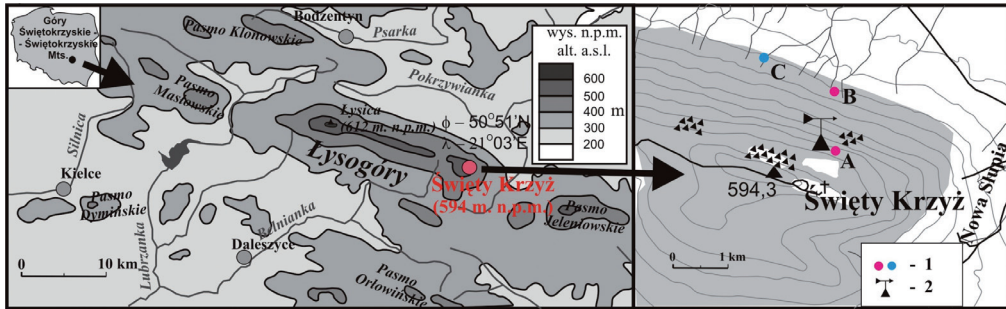 Góry
Świętokrzyskie -
- Świętokrzyskie
Mts.
Bodzentyn
Psarka
Pasmo Klonowskie
Pokrzywianka
Pasmo
Masłowskie
Silnica
Łysica
(612 m. n.p.m.)
φ – 50°51'N
λ – 21°03'E
Łysogóry
Święty Krzyż
(594 m. n.p.m.)
Kielce
Pasmo
Dymińskie
Lubrzanka
Belnianka
Daleszyce
Pasmo
Jeleniowskie
Pasmo
Orłowińskie
0 10 km
wys. n.p.m.
alt. a.s.l.
600
500
400 m
300
200
C
B
A
594,3
Święty Krzyż
Nowa Słupia
0 1 km
- 1
- 2